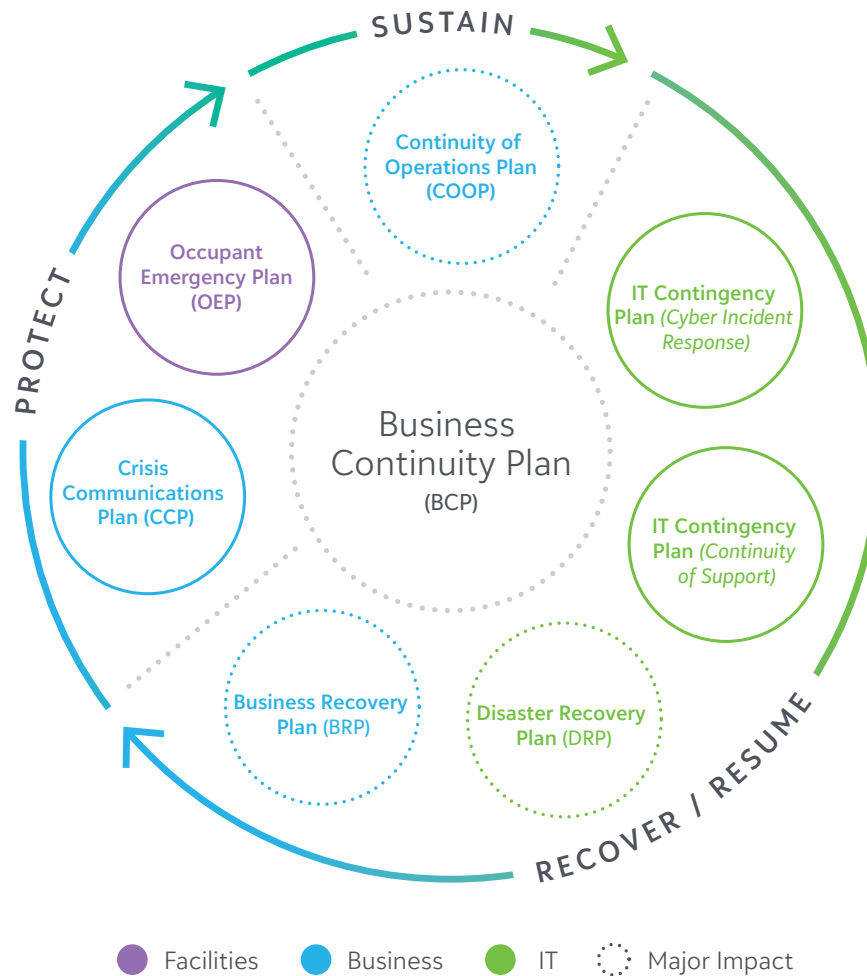 SUSTAIN
Continuity of
Operations Plan
(COOP)
Occupant
Emergency Plan
(OEP)
IT Contingency
Plan (Cyber Incident
Response)
PROTECT
Business
Continuity Plan
(BCP)
Crisis
Communications
Plan (CCP)
IT Contingency
Plan (Continuity
of Support)
Business Recovery
Plan (BRP)
Disaster Recovery
Plan (DRP)
RECOVER / RESUME
Facilities
Business
IT
Major Impact